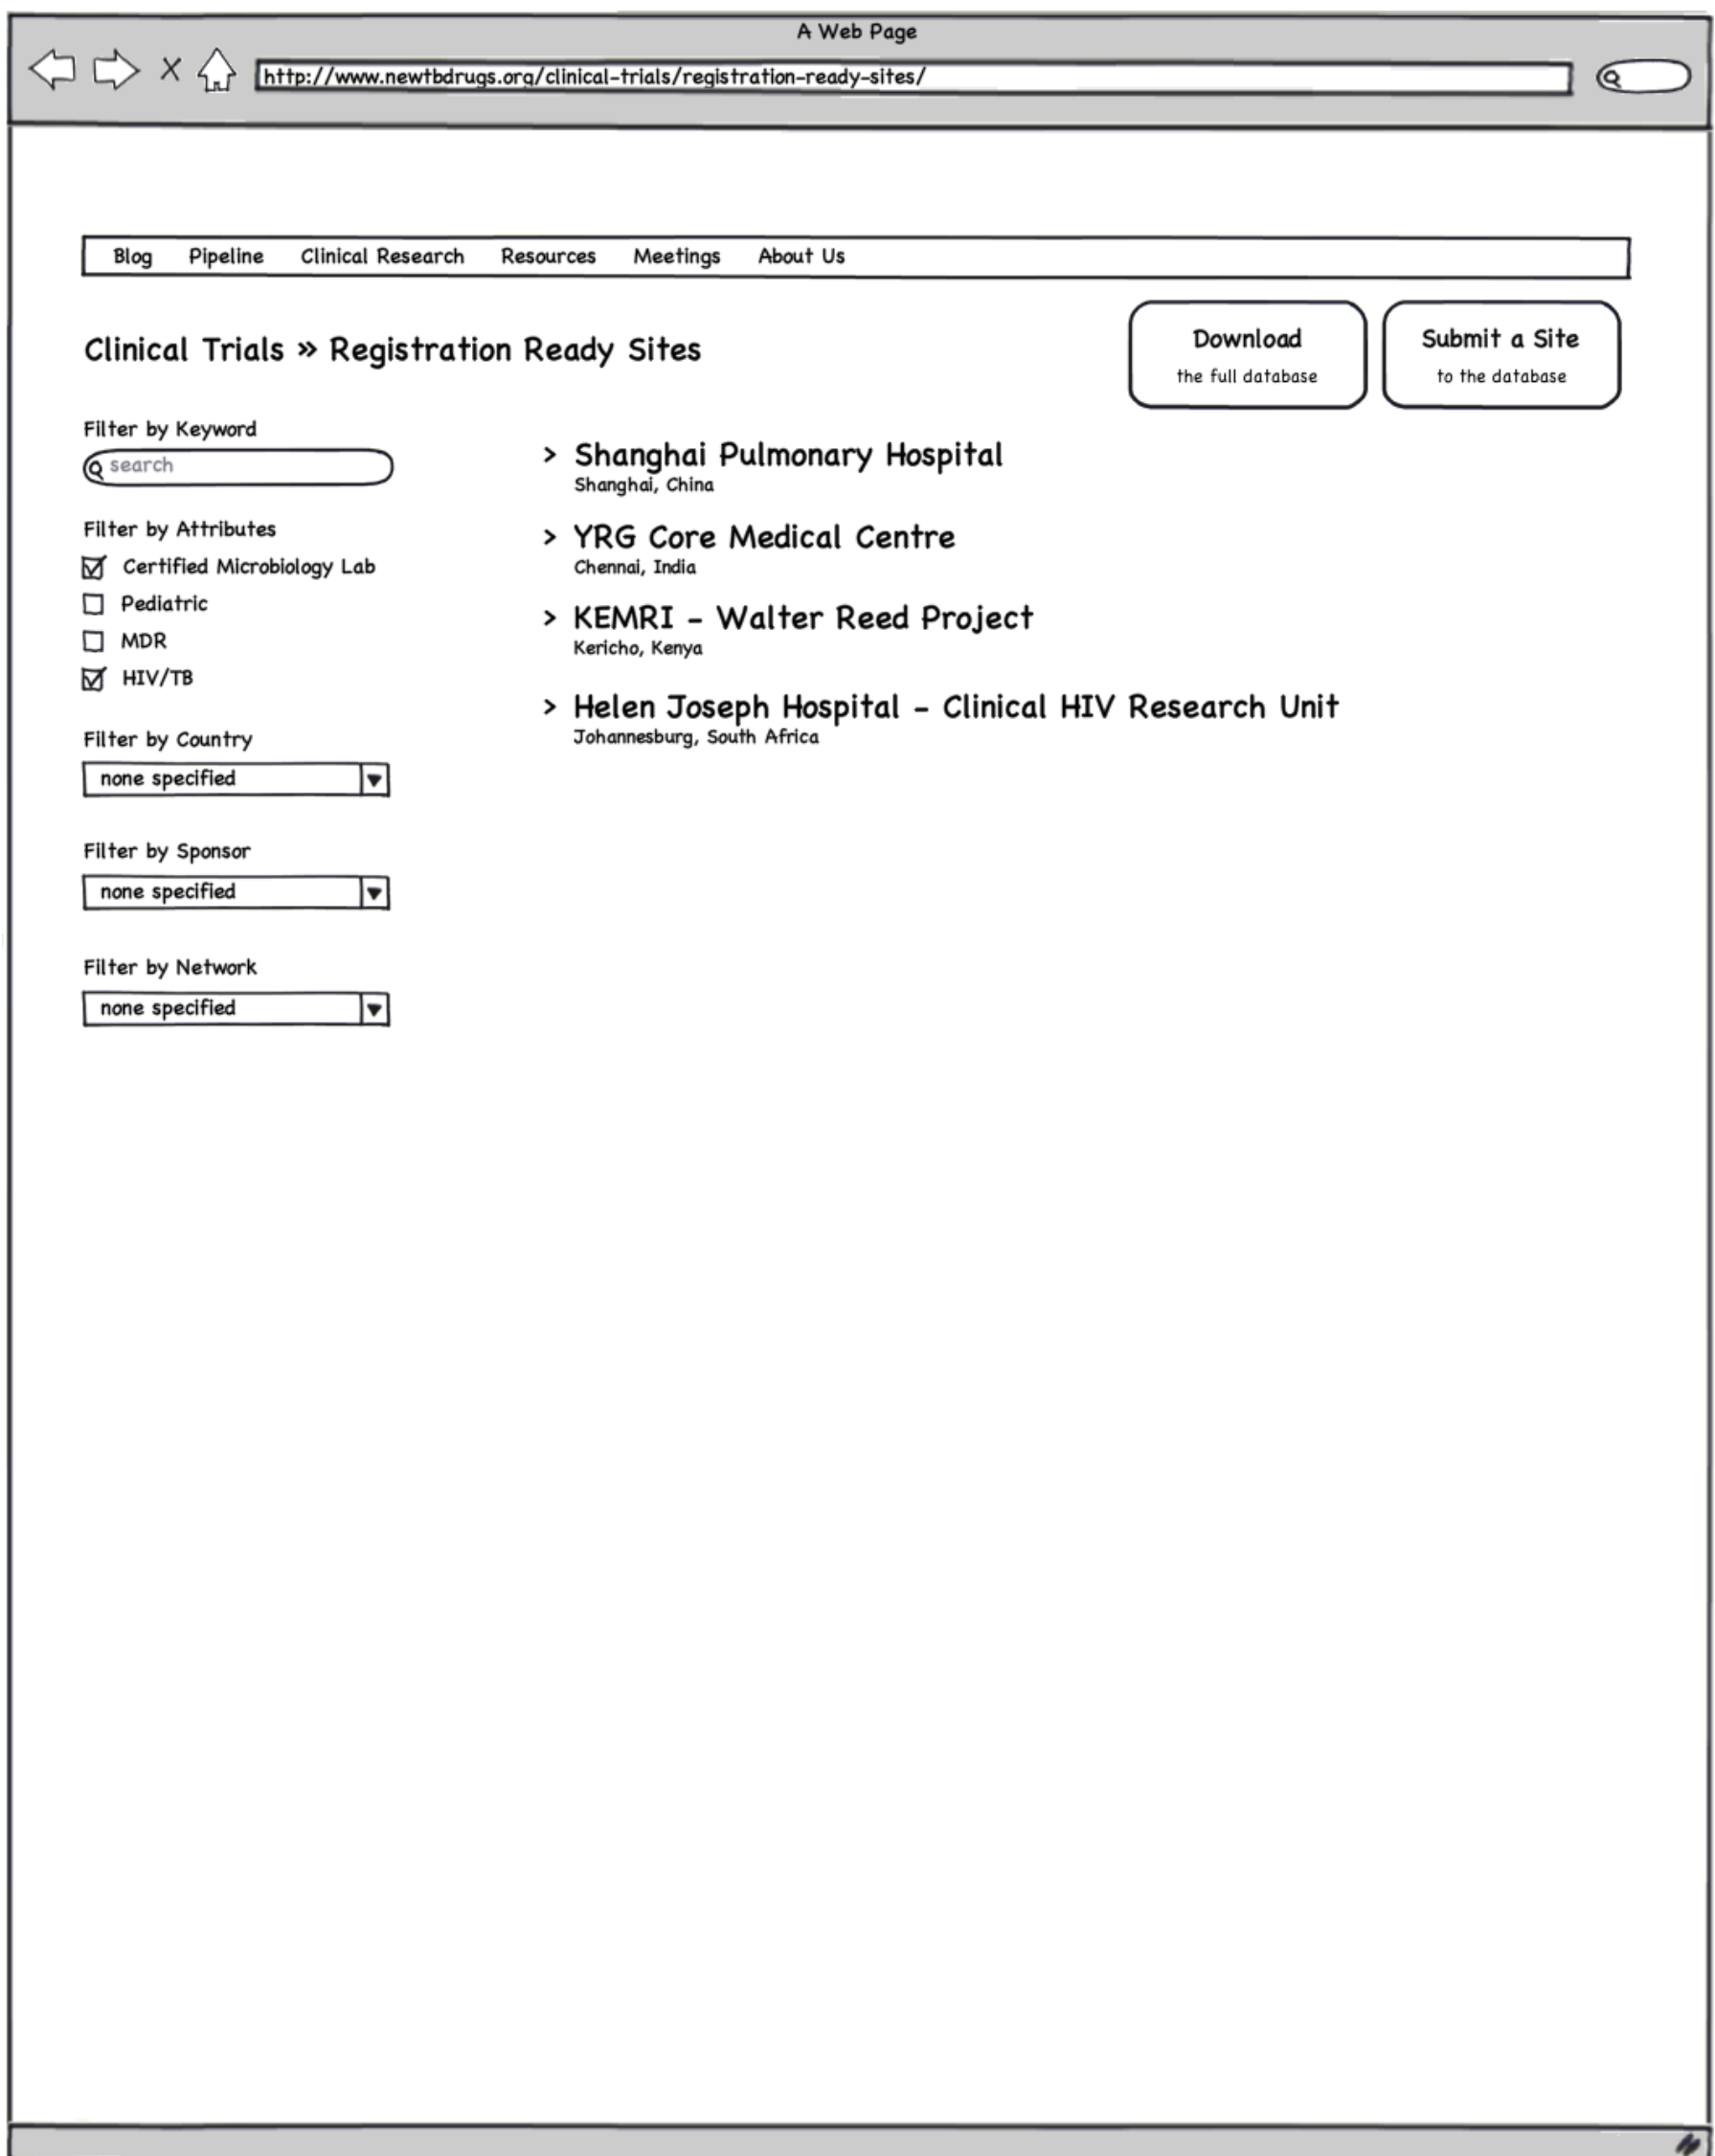 A Web Page
http://www.newtbdrugs.org/clinical-trials/registration-ready-sites/
Blog Pipeline Clinical Research Resources Meetings About Us
Clinical Trials » Registration Ready Sites
Download
the full database
Submit a Site
to the database
Filter by Keyword
search
Filter by Attributes
Certified Microbiology Lab
Pediatric
MDR
HIV/TB
Filter by Country
none specified
Filter by Sponsor
none specified
Filter by Network
none specified
> Shanghai Pulmonary Hospital
Shanghai, China
> YRG Core Medical Centre
Chennai, India
> KEMRI - Walter Reed Project
Kericho, Kenya
> Helen Joseph Hospital - Clinical HIV Research Unit
Johannesburg, South Africa